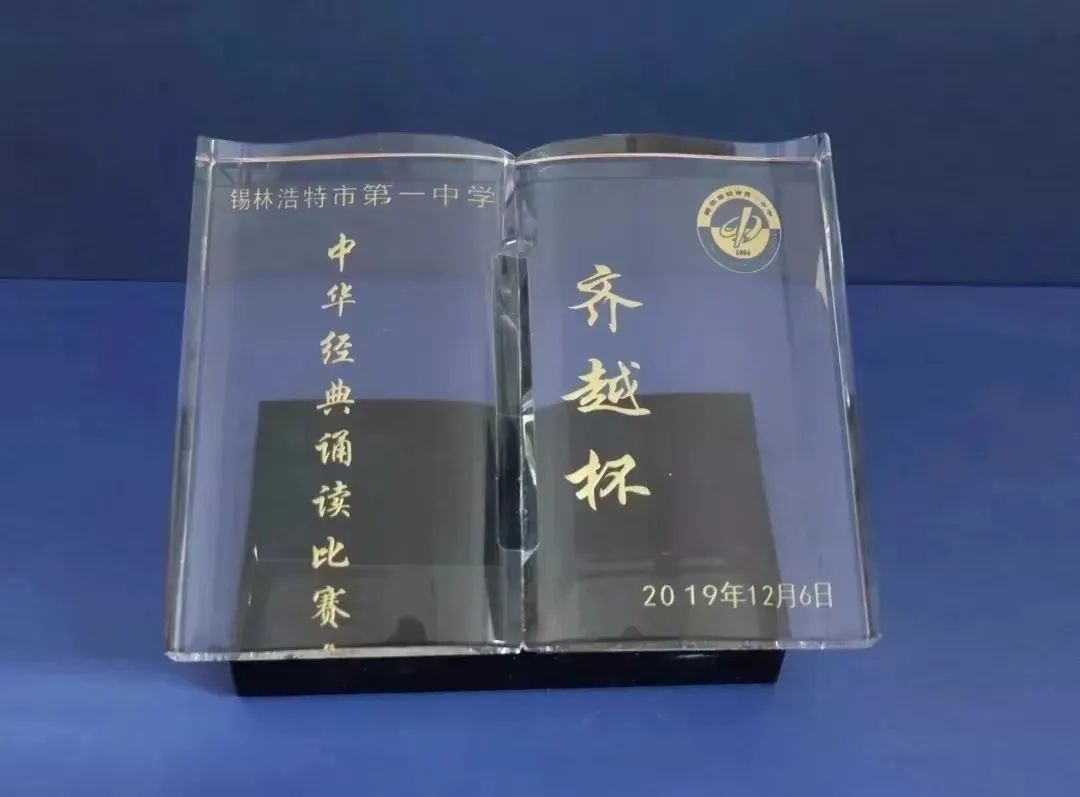 锡林浩特市第一中学
中华经典诵读比赛
齐越杯
2019年12月6日